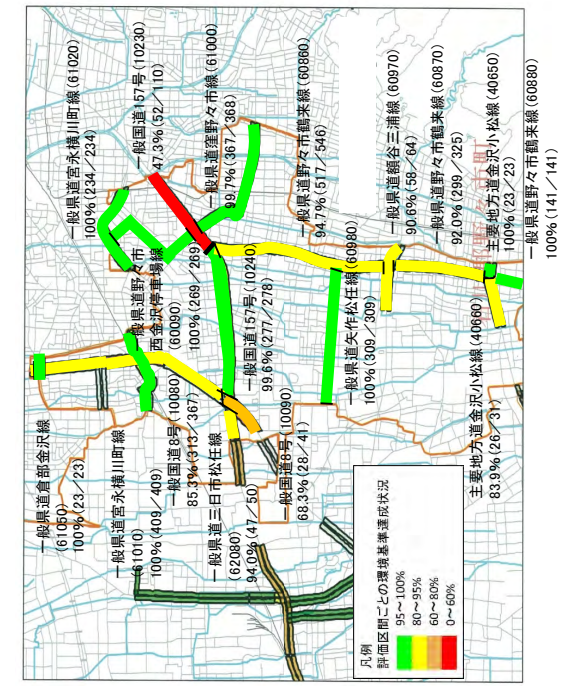 一般県道倉部金沢線
(61050)
100%(23／23)
一般県道宮永横川町線
(61010)
100%(409／409)
一般国道8号(10080)
85.3%(313／367)
一般県道三日市松任線
(62080)
94.0%(47／50)
一般国道8号(10090)
68.3%(28／41)
一般県道宮永横川町線(61020)
100%(234／234)
一般国道157号(10230)
47.3%(52／110)
一般県道窪野々市線(61000)
99.7%(367／368)
一般県道野々市
西金沢停車場線
(60090)
100%(269／269)
一般国道157号(10240)
99.6%(277／278)
一般県道野々市鶴来線(60860)
94.7%(517／546)
一般県道矢作松任線(60980)
100%(309／309)
一般県道額谷三浦線(60970)
90.6%(58／64)
一般県道野々市鶴来線(60870)
92.0%(299／325)
主要地方道金沢小松線(40650)
100%(23／23)
主要地方道金沢小松線(40660)
83.9%(26／31)
一般県道野々市鶴来線(60880)
100%(141／141)
凡例
評価区間ごとの環境基準達成状況
95～100%
80～95%
60～80%
0～60%